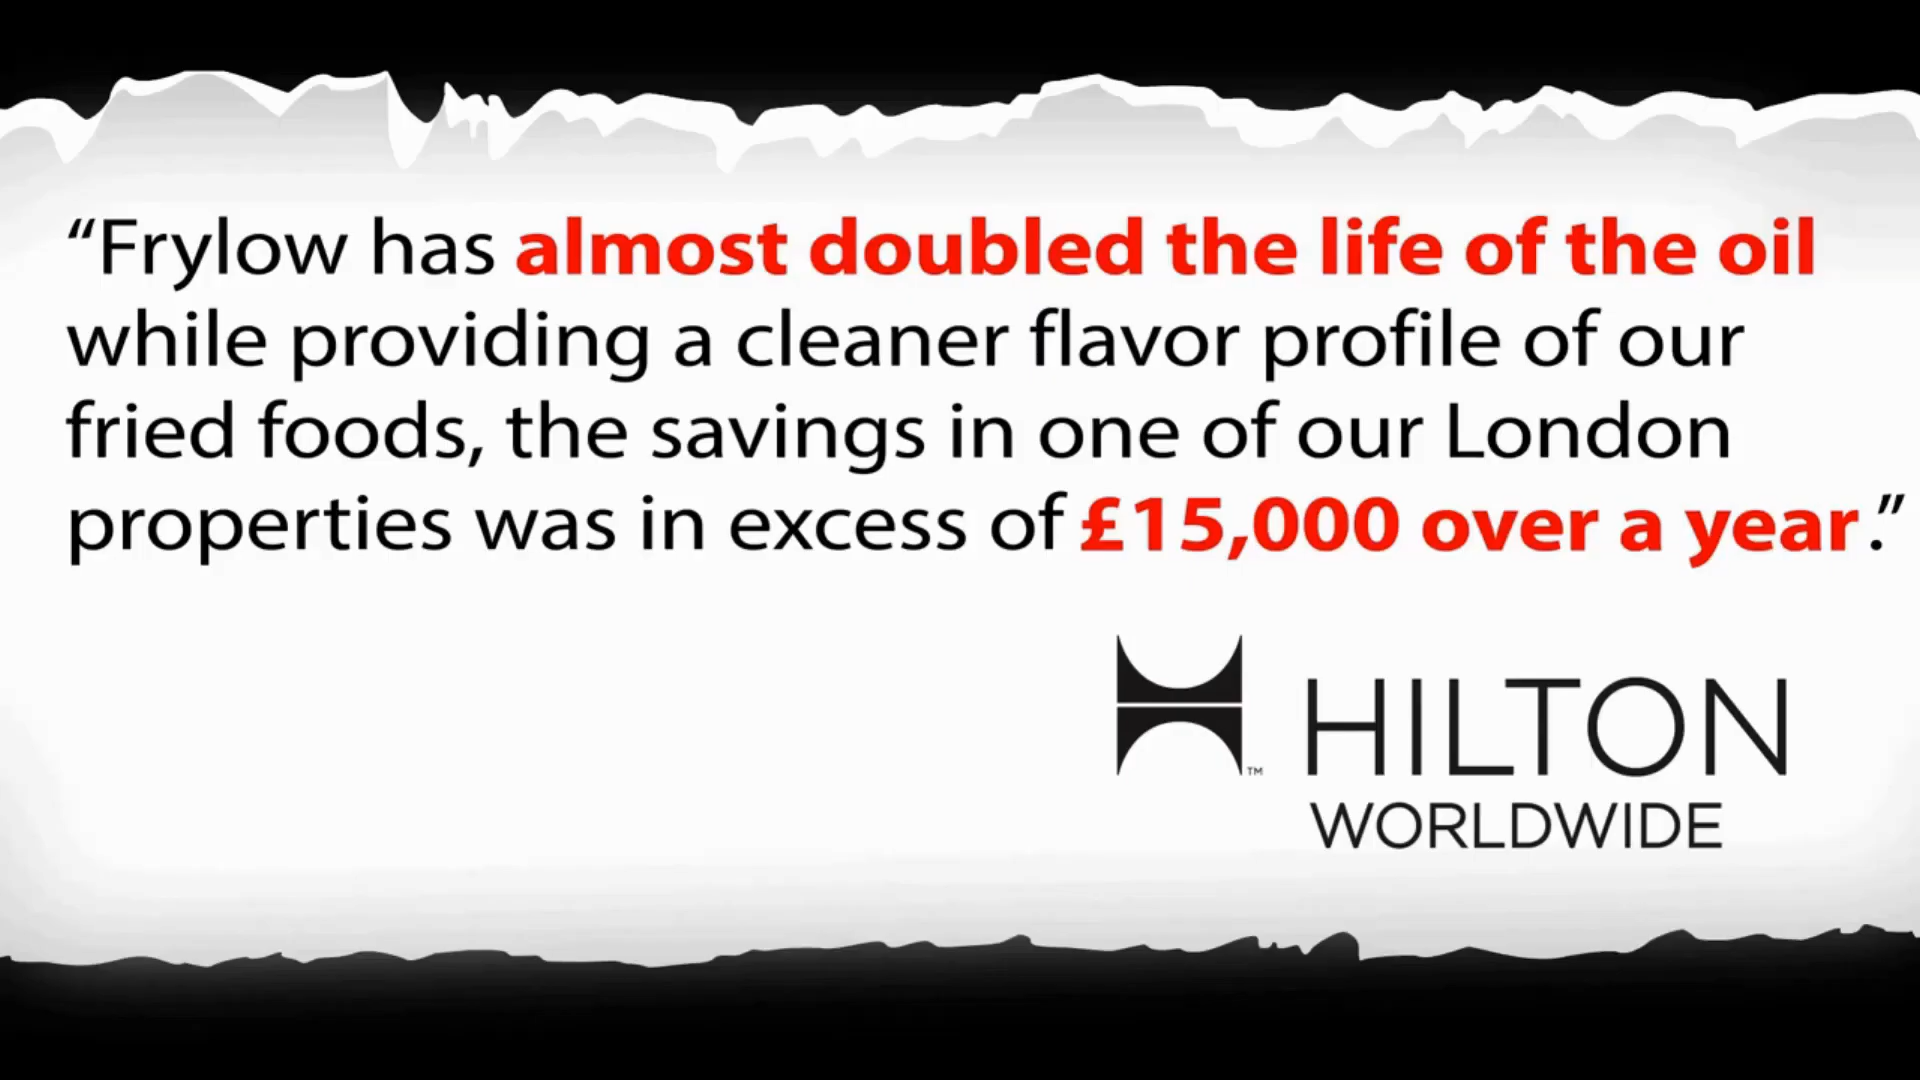 “Frylow has almost doubled the life of the oil
while providing a cleaner flavor profile of our
fried foods, the savings in one of our London
properties was in excess of £15,000 over a year.”
™ HILTON
WORLDWIDE